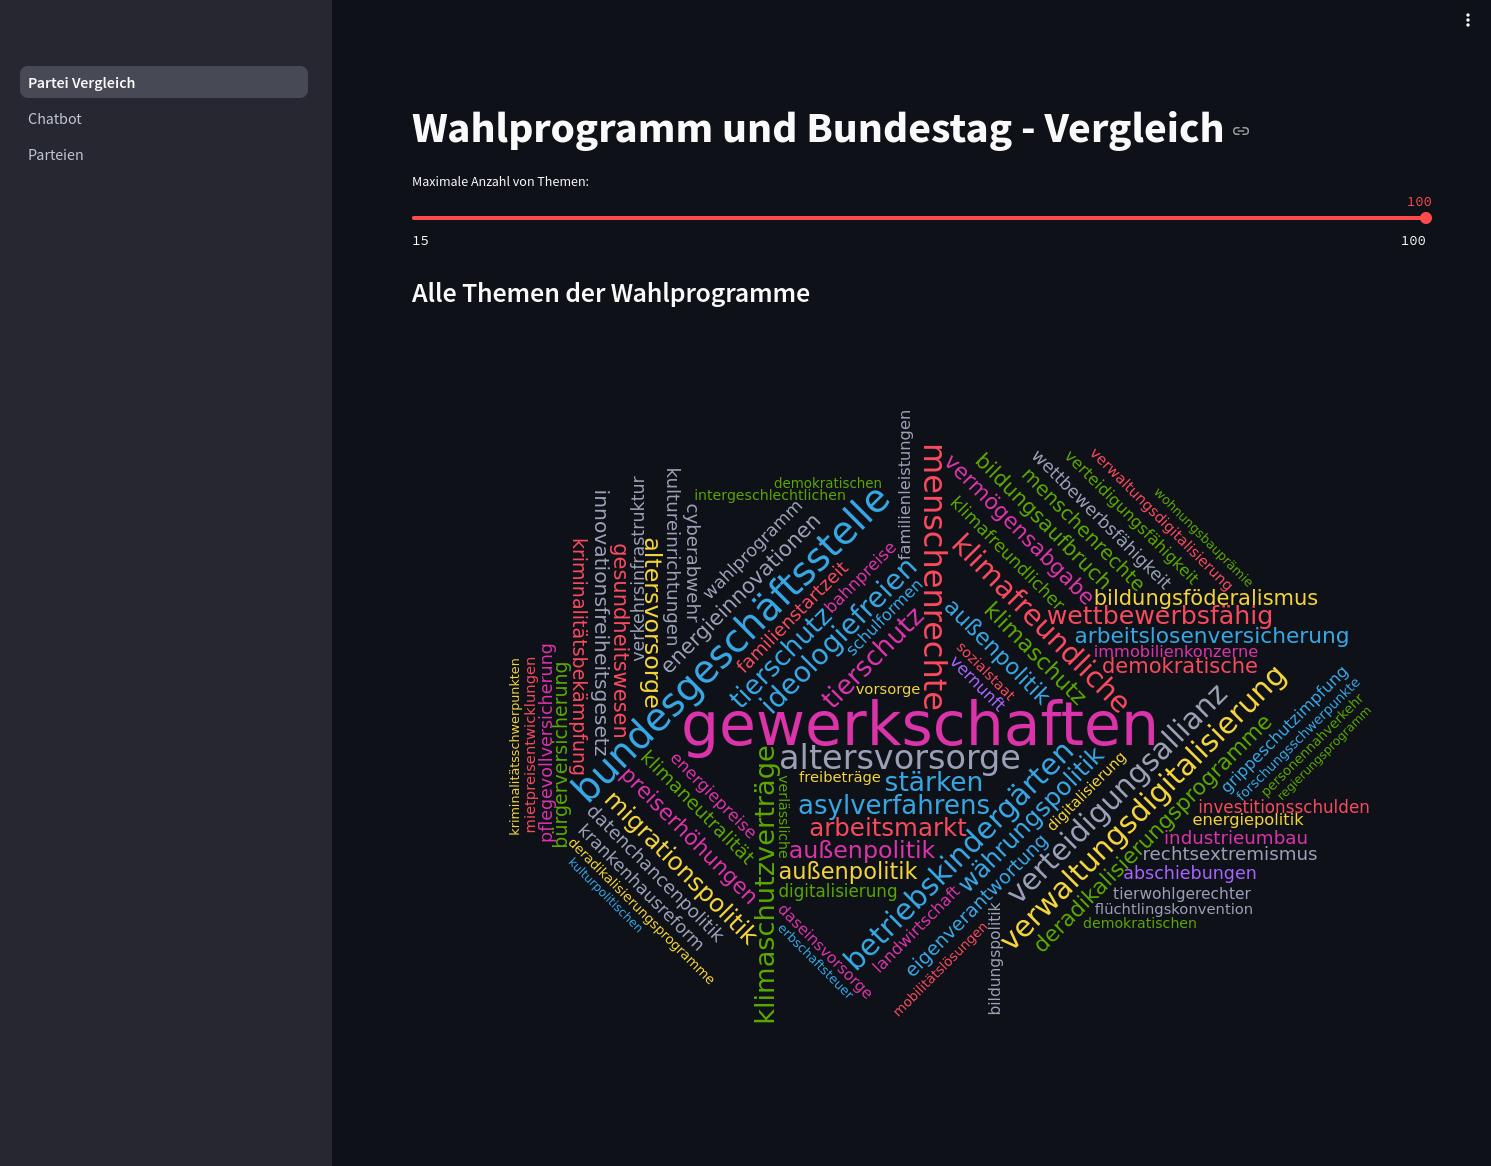 Partei Vergleich
Chatbot
Parteien
Wahlprogramm und Bundestag - Vergleich
Maximale Anzahl von Themen:
100
15
100
Alle Themen der Wahlprogramme
familienleistungen
menschenrechte
vermögensabgabe
bildungsaufbruch
menschenrechte
wettbewerbsfähigkeit
verteidigungsfähigkeit
verwaltungsdigitalisierung
wohnungsbauprämie
klimafreundlicher
klimafreundliche
demokratischen
intergeschlechtlichen
kultureinrichtungen
verkehrsinfrastruktur
cyberabwehr
innovationsfreiheitsgesetz
wahlprogramm
energieinnovationen
bundesgeschäftsstelle
kriminalitätsbekämpfung
gesundheitswesen
altersvorsorge
familienstartzeit
bahnpreise
tierschutz
ideologiefreien
schulformen
tierschutz
außenpolitik
klimaschutz
sozialstaat
vernunft
vorsorge
bildungsföderalismus
wettbewerbsfähig
arbeitslosenversicherung
immobilienkonzerne
demokratische
kriminalitätsschwerpunkten
mietpreisentwicklungen
pflegevollversicherung
bürgerversicherung
gewerkschaften
altersvorsorge
freibeträge
stärken
asylverfahrens
arbeitsmarkt
außenpolitik
außenpolitik
digitalisierung
verlässliche
klimaschutzverträge
energiepreise
klimaneutralität
preiserhöhungen
migrationspolitik
datenchancenpolitik
krankenhausreform
deradikalisierungsprogramme
kulturpolitischen
daseinsvorsorge
erbschaftsteuer
betriebskindergärten
währungspolitik
digitalisierung
landwirtschaft
eigenverantwortung
mobilitätslösungen
bildungspolitik
verteidigungsallianz
verwaltungsdigitalisierung
deradikalisierungsprogramme
grippeschutzimpfung
forschungsschwerpunkte
personennahverkehr
regierungsprogramm
investitionsschulden
energiepolitik
industrieumbau
rechtsextremismus
abschiebungen
tierwohlgerechter
flüchtlingskonvention
demokratischen